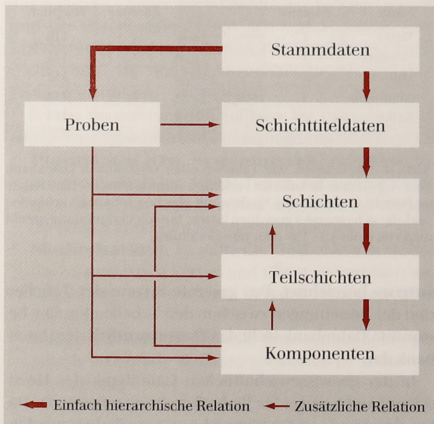 Stammdaten
Proben
Schichttiteldaten
Schichten
Teilschichten
Komponenten
Einfach hierarchische Relation
Zusätzliche Relation